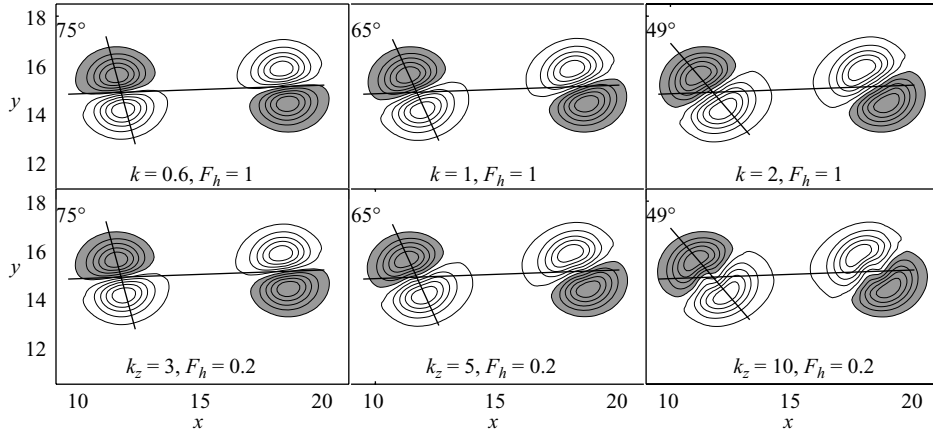 18
16
y
14
12
75°
k = 0.6, F_h = 1
65°
k = 1, F_h = 1
49°
k = 2, F_h = 1
18
16
y
14
12
75°
k_z = 3, F_h = 0.2
65°
k_z = 5, F_h = 0.2
49°
k_z = 10, F_h = 0.2
10 15 20 10 15 20 10 15 20
x x x